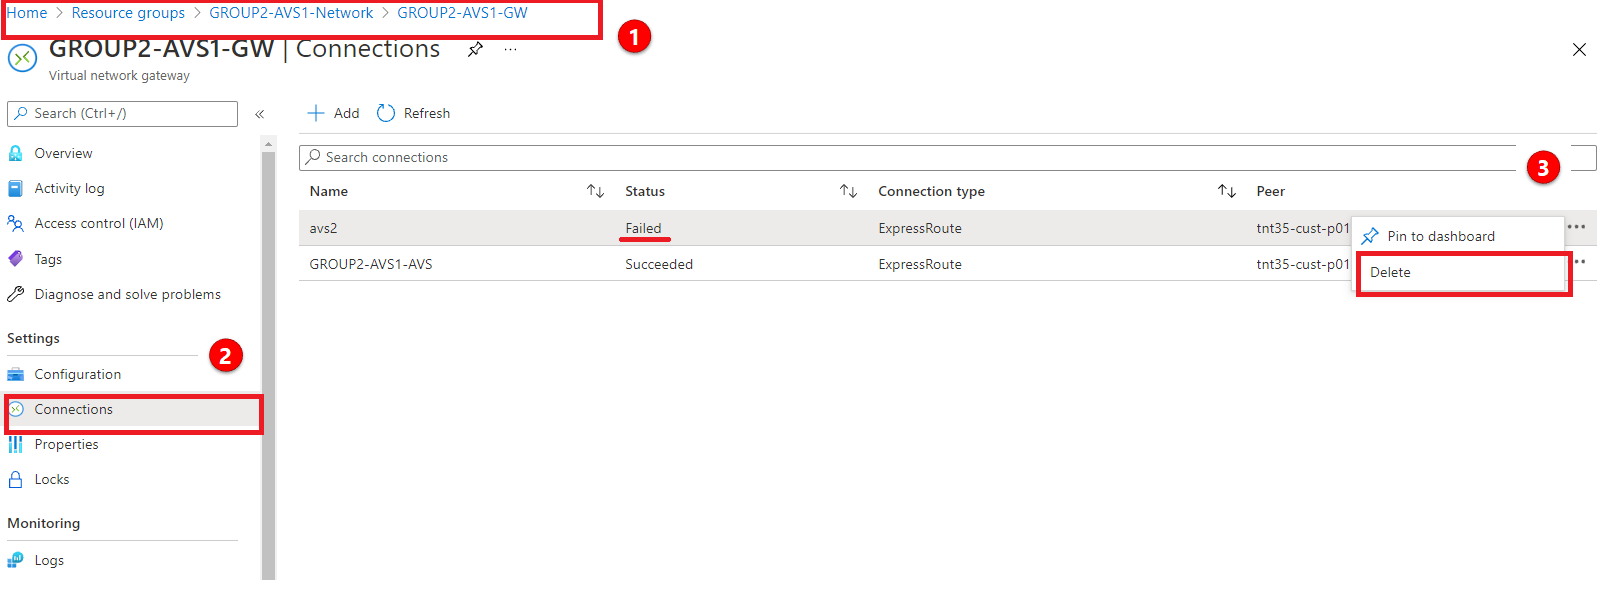 Home > Resource groups > GROUP2-AVS1-Network > GROUP2-AVS1-GW
1
GROUP2-AVS1-GW | Connections ...
Virtual network gateway
Search (Ctrl+/) «
+ Add Refresh
Search connections
3
Overview
Activity log
Access control (IAM)
Tags
Diagnose and solve problems
Settings
2
Configuration
Connections
Properties
Locks
Monitoring
Logs
Name ↑↓ Status ↑↓ Connection type ↑↓ Peer
avs2 Failed ExpressRoute tnt35-cust-p01 ...
GROUP2-AVS1-AVS Succeeded ExpressRoute tnt35-cust-p01
Pin to dashboard
Delete